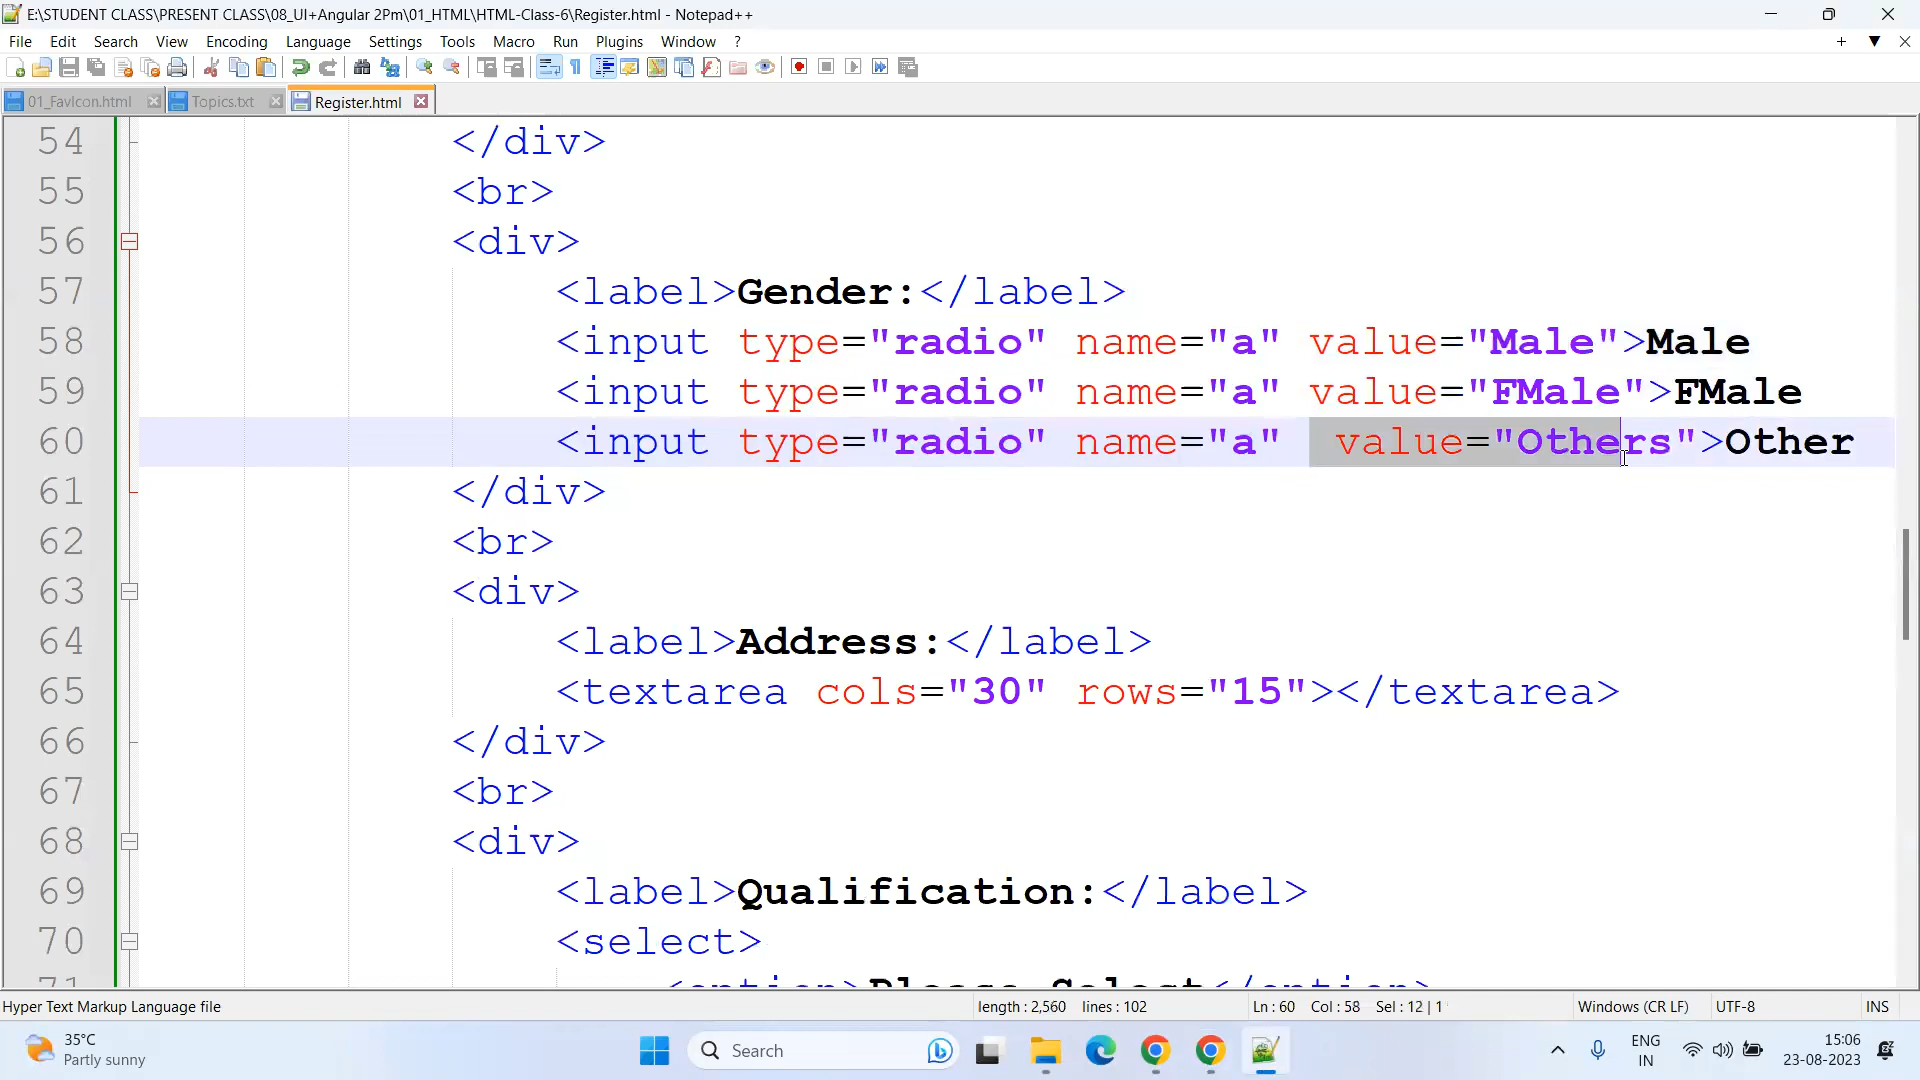 E:\STUDENT CLASS\PRESENT CLASS\08_UI+Angular 2Pm\01_HTML\HTML-Class-6\Register.html - Notepad++
File Edit Search View Encoding Language Settings Tools Macro Run Plugins Window ?
01_FavIcon.html Topics.txt Register.html
54 </div>
55 <br>
56 <div>
57 <label>Gender:</label>
58 <input type="radio" name="a" value="Male">Male
59 <input type="radio" name="a" value="FMale">FMale
60 <input type="radio" name="a" value="Others">Other
61 </div>
62 <br>
63 <div>
64 <label>Address:</label>
65 <textarea cols="30" rows="15"></textarea>
66 </div>
67 <br>
68 <div>
69 <label>Qualification:</label>
70 <select>
71 <option>Please Select</option>
Hyper Text Markup Language file length : 2,560 lines : 102 Ln : 60 Col : 58 Sel : 12 | 1 Windows (CR LF) UTF-8 INS
35°C
Partly sunny
Search
ENG
IN
15:06
23-08-2023